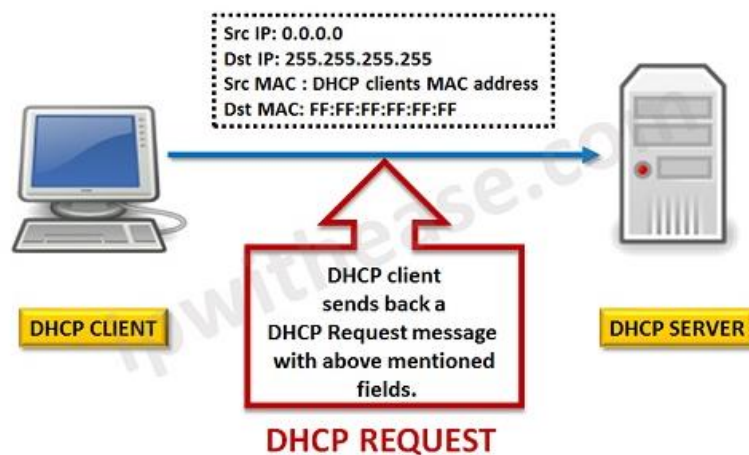 Src IP: 0.0.0.0
Dst IP: 255.255.255.255
Src MAC : DHCP clients MAC address
Dst MAC: FF:FF:FF:FF:FF:FF
DHCP client
sends back a
DHCP Request message
with above mentioned
fields.
DHCP CLIENT
DHCP SERVER
DHCP REQUEST
ipwithease.com